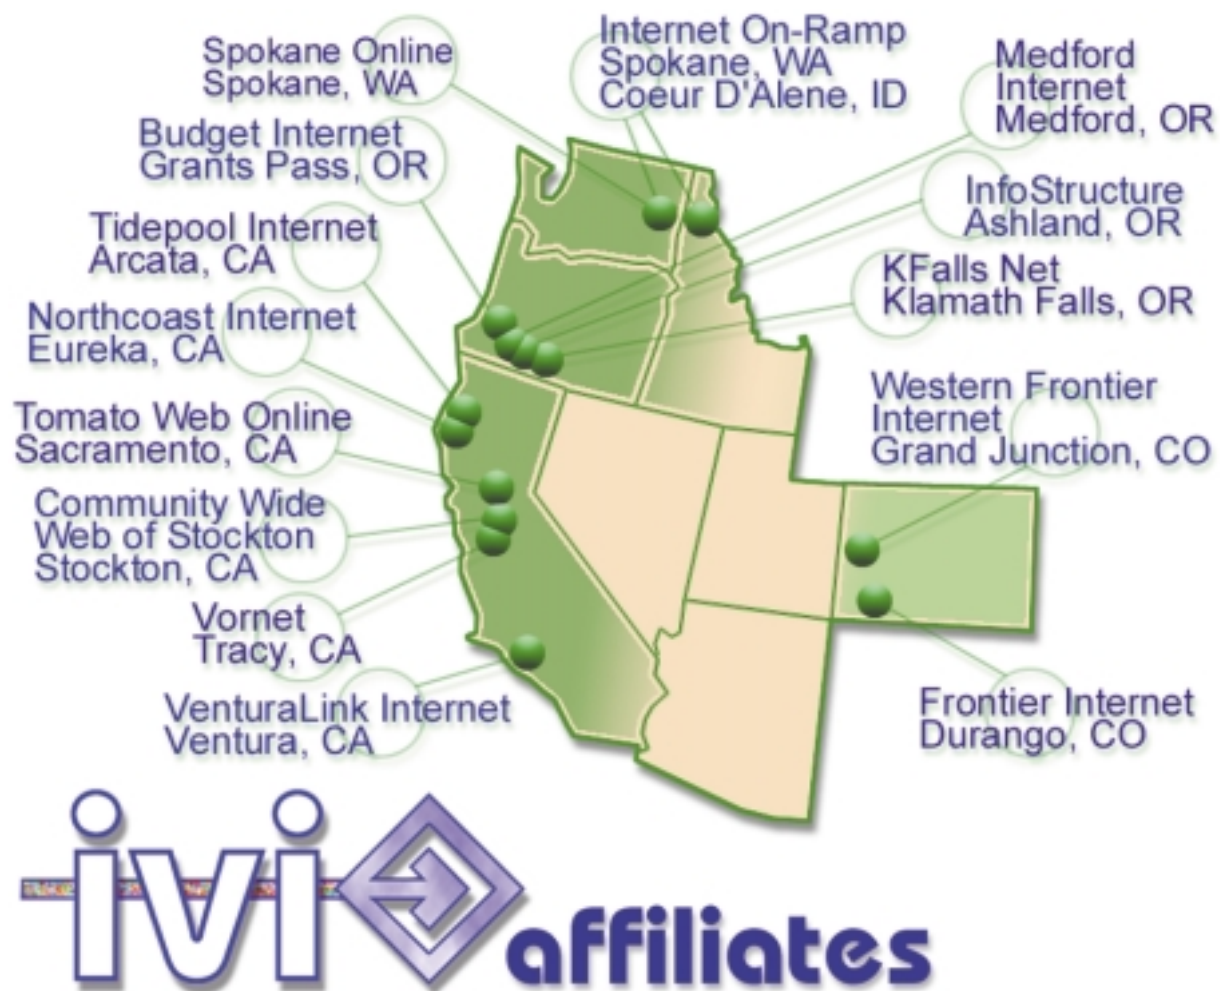 Spokane Online
Spokane, WA
Internet On-Ramp
Spokane, WA
Coeur D'Alene, ID
Medford
Internet
Medford, OR
Budget Internet
Grants Pass, OR
InfoStructure
Ashland, OR
Tidepool Internet
Arcata, CA
KFalls Net
Klamath Falls, OR
Northcoast Internet
Eureka, CA
Western Frontier
Internet
Grand Junction, CO
Tomato Web Online
Sacramento, CA
Community Wide
Web of Stockton
Stockton, CA
Vornet
Tracy, CA
VenturaLink Internet
Ventura, CA
Frontier Internet
Durango, CO
ivi
affiliates